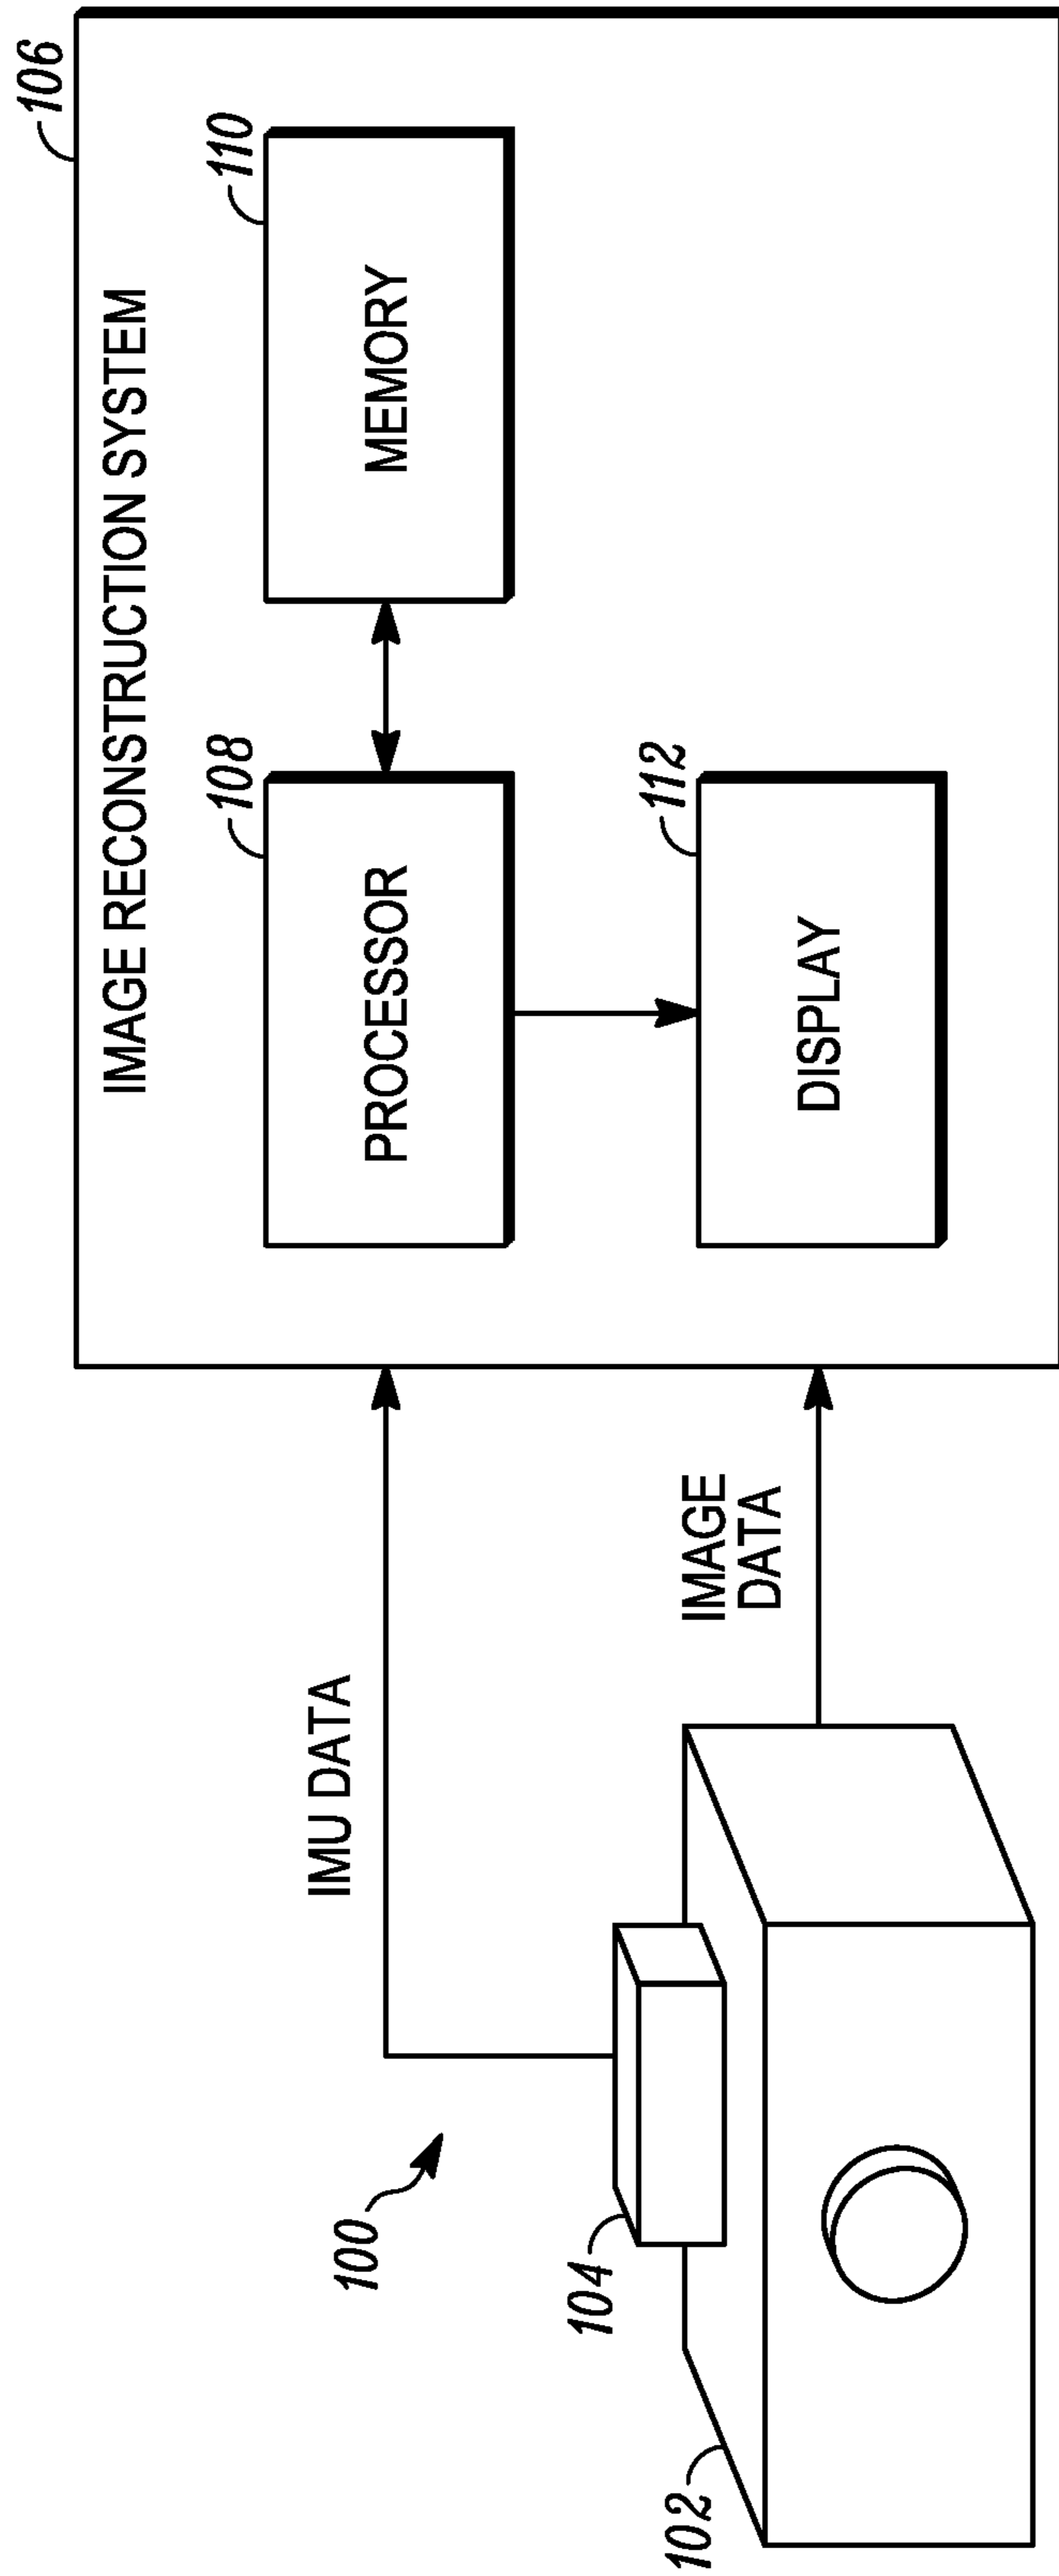 106
IMAGE RECONSTRUCTION SYSTEM
108
110
PROCESSOR
MEMORY
112
DISPLAY
IMU DATA
IMAGE
DATA
100
104
102